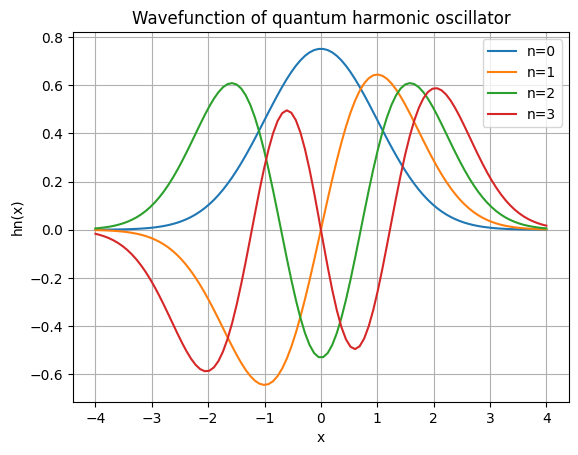 Wavefunction of quantum harmonic oscillator
0.8
0.6
0.4
0.2
0.0
−0.2
−0.4
−0.6
hn(x)
n=0
n=1
n=2
n=3
−4 −3 −2 −1 0 1 2 3 4
x